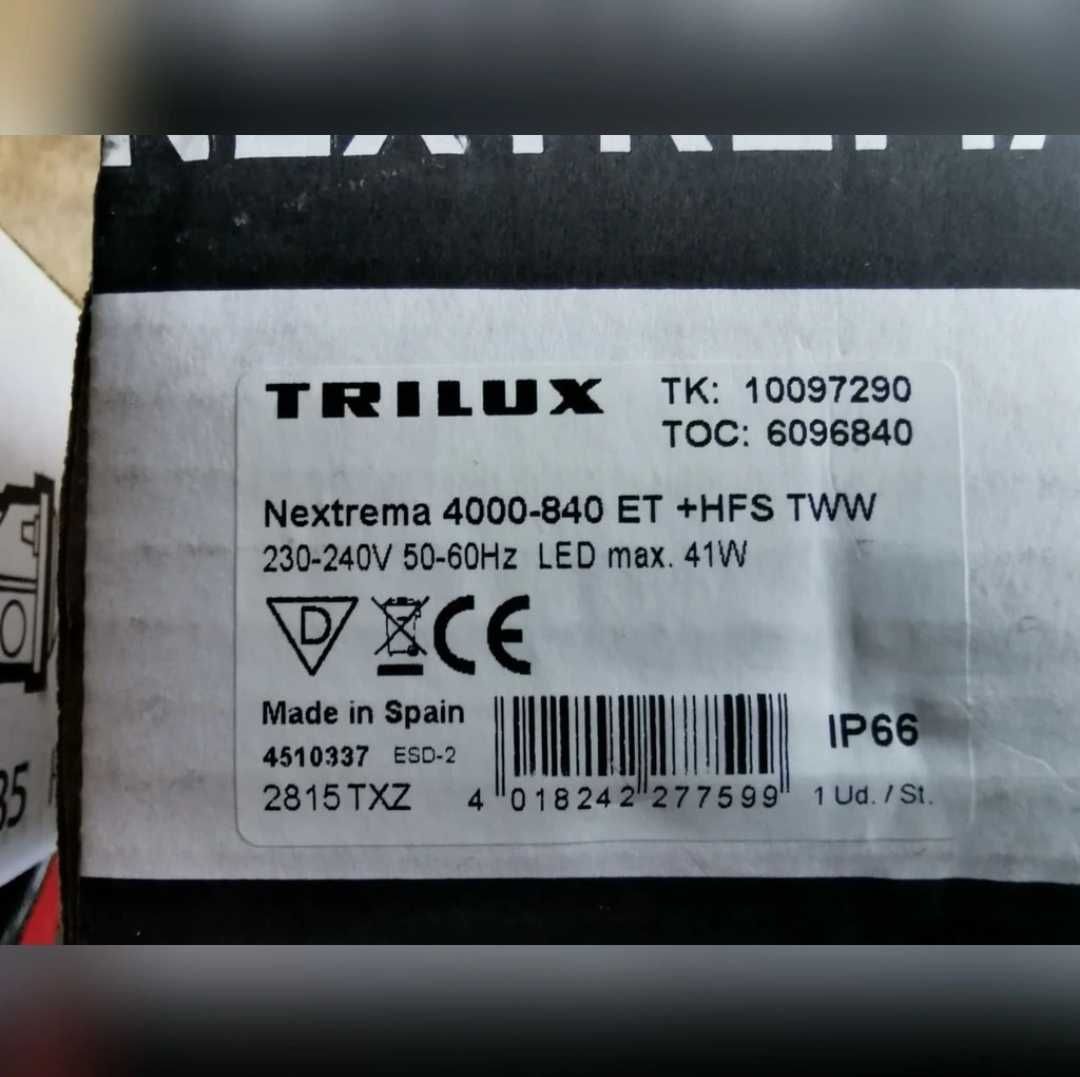 TRILUX
TK: 10097290
TOC: 6096840
Nextrema 4000-840 ET +HFS TWW
230-240V 50-60Hz LED max. 41W
D
CE
Made in Spain
4510337 ESD-2
2815TXZ
4 018242 277599
IP66
1 Ud. / St.
35